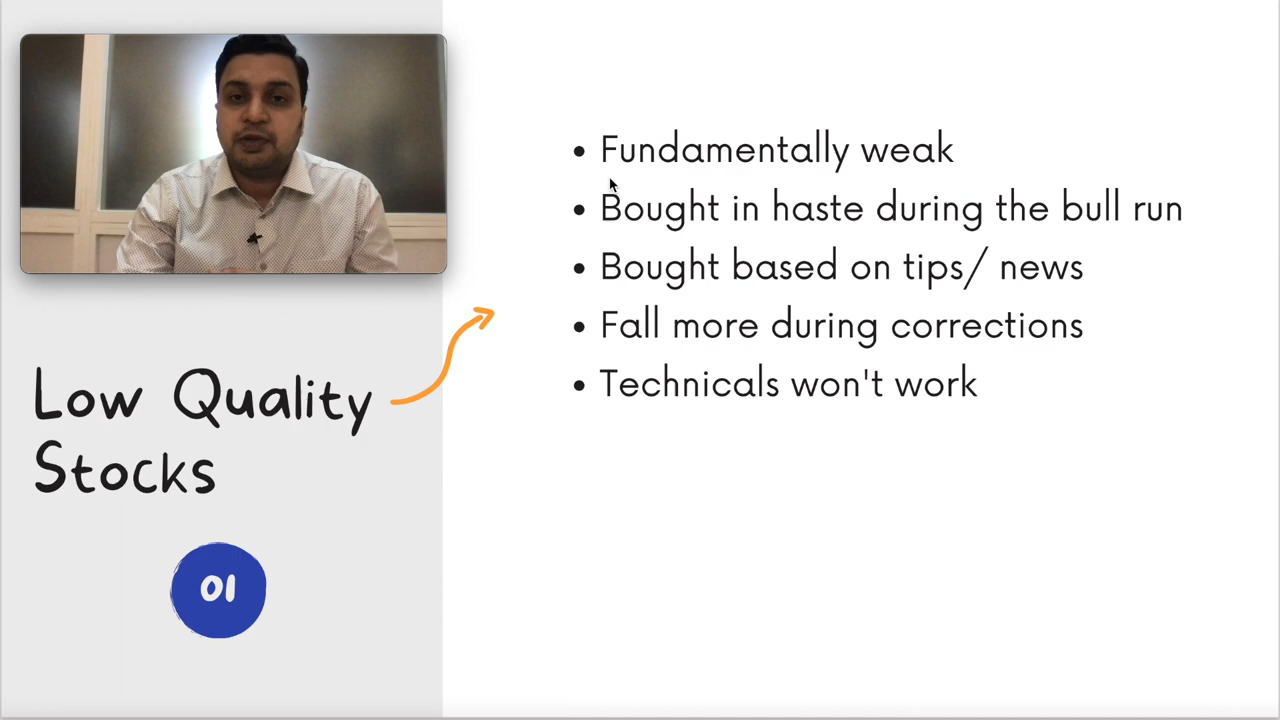 Low Quality
Stocks
01
Fundamentally weak
Bought in haste during the bull run
Bought based on tips/ news
Fall more during corrections
Technicals won't work